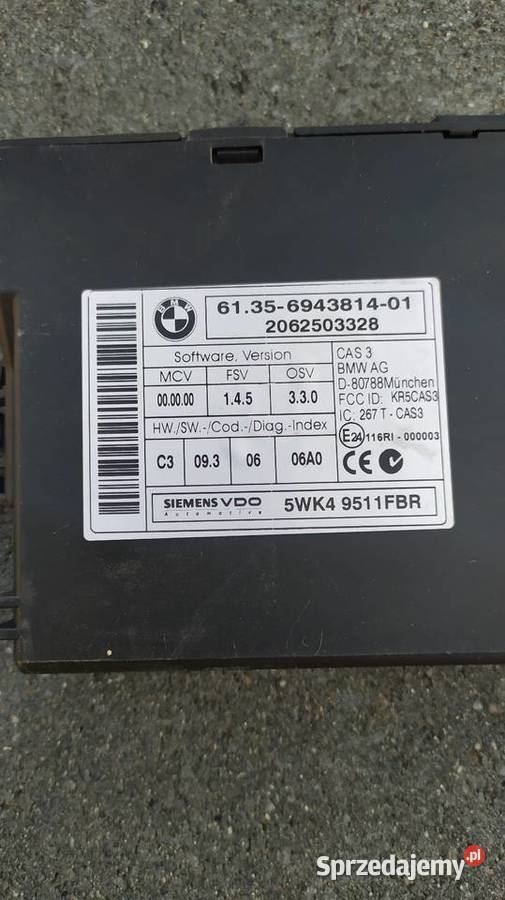 BMW
61.35-6943814-01
2062503328
Software, Version
MCV FSV OSV
00.00.00 1.4.5 3.3.0
HW./SW.-/Cod.-/Diag.-Index
C3 09.3 06 06A0
CAS 3
BMW AG
D-80788München
FCC ID: KR5CAS3
IC: 267 T - CAS3
E24 116RI - 000003
CE
SIEMENS VDO
Automotive
5WK4 9511FBR
Sprzedajemy.pl